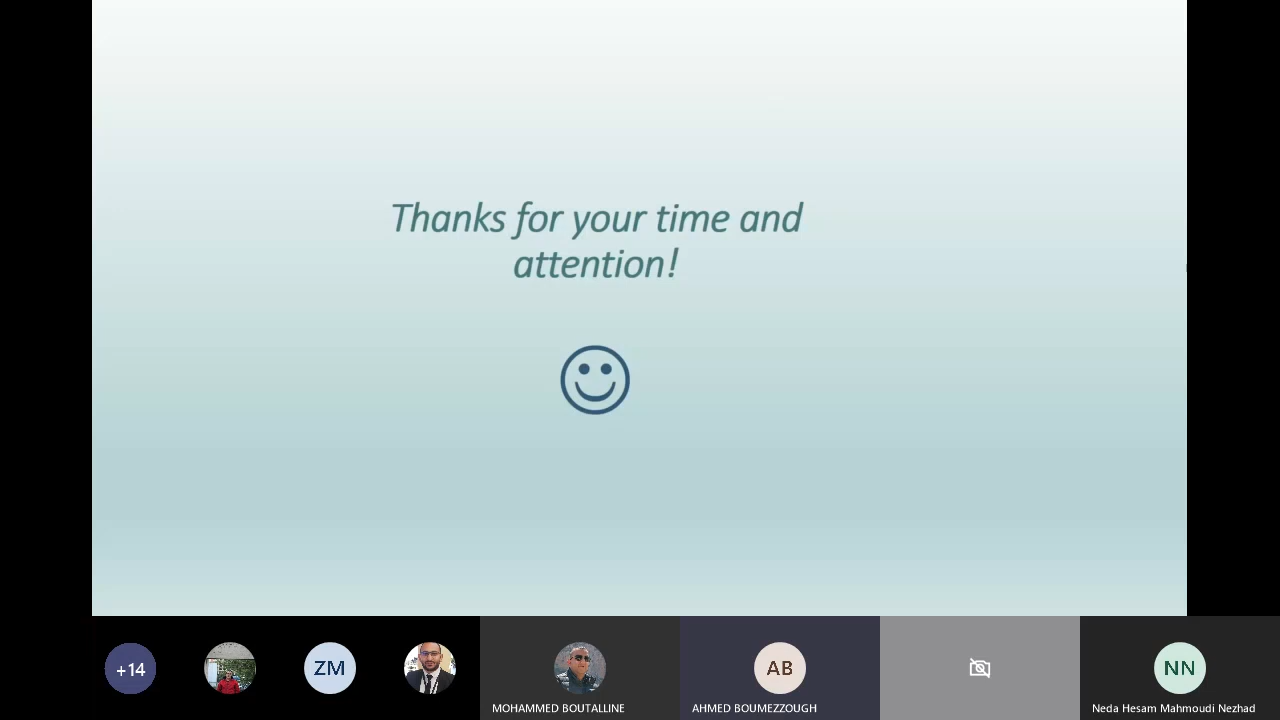 Thanks for your time and
attention!
+14
ZM
MOHAMMED BOUTALLINE
AB
AHMED BOUMEZZOUGH
NN
Neda Hesam Mahmoudi Nezhad